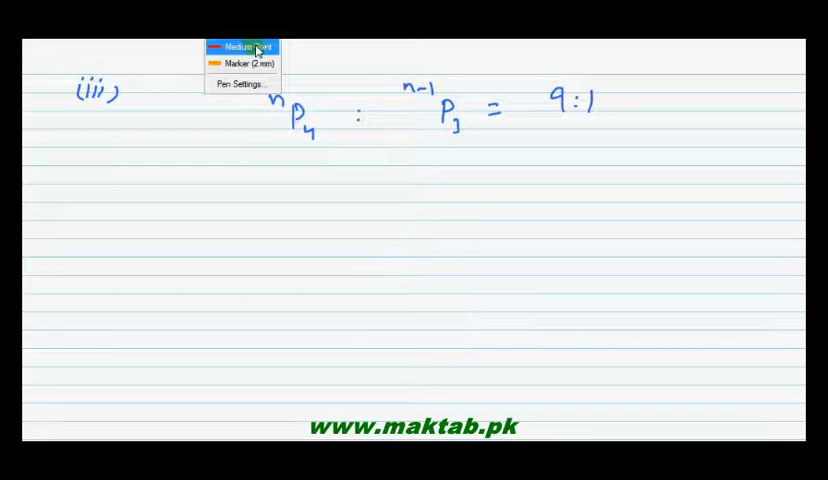 Medium Point
Marker (2 mm)
Pen Settings...
(iii) ⁿP₄ : ⁿ⁻¹P₃ = 9:1
www.maktab.pk